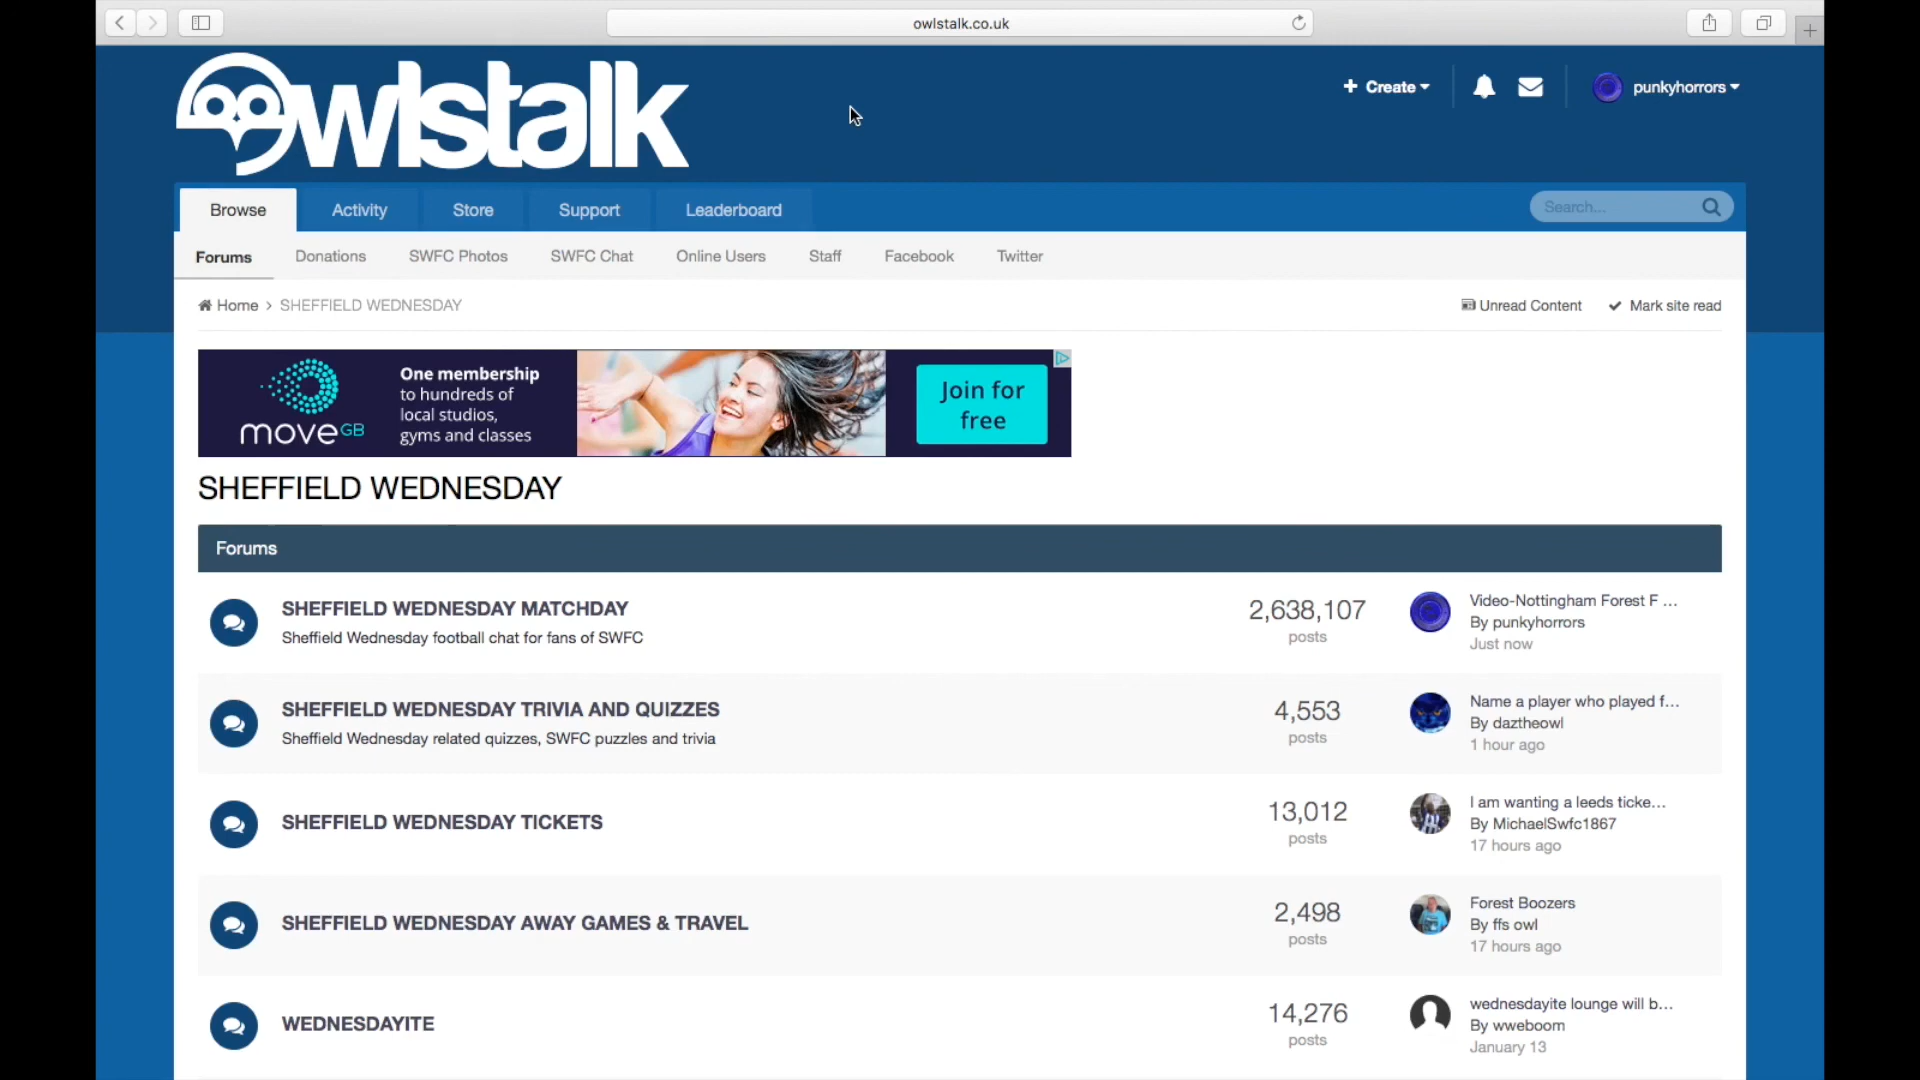 owlstalk.co.uk
owlstalk
Create
punkyhorrors
Browse
Activity
Store
Support
Leaderboard
Search...
Forums
Donations
SWFC Photos
SWFC Chat
Online Users
Staff
Facebook
Twitter
Home > SHEFFIELD WEDNESDAY
Unread Content
Mark site read
moveGB
One membership
to hundreds of
local studios,
gyms and classes
Join for
free
SHEFFIELD WEDNESDAY
Forums
SHEFFIELD WEDNESDAY MATCHDAY
Sheffield Wednesday football chat for fans of SWFC
2,638,107
posts
Video-Nottingham Forest F ...
By punkyhorrors
Just now
SHEFFIELD WEDNESDAY TRIVIA AND QUIZZES
Sheffield Wednesday related quizzes, SWFC puzzles and trivia
4,553
posts
Name a player who played f...
By daztheowl
1 hour ago
SHEFFIELD WEDNESDAY TICKETS
13,012
posts
I am wanting a leeds ticke...
By MichaelSwfc1867
17 hours ago
SHEFFIELD WEDNESDAY AWAY GAMES & TRAVEL
2,498
posts
Forest Boozers
By ffs owl
17 hours ago
WEDNESDAYITE
14,276
posts
wednesdayite lounge will b...
By wweboom
January 13